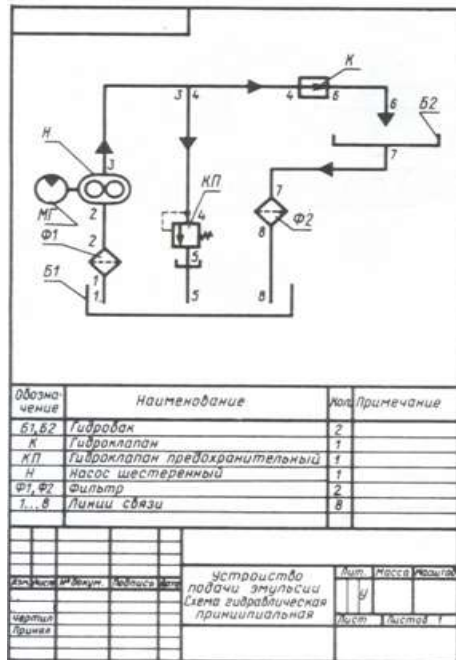 К
3 4
4 6
6
Б2
Н
3
7
МГ
2
КП
7
4
Ф1
2
8
Ф2
1
5
Б1
1
5
8
Обозначение Наименование Кол. Примечание
Б1,Б2 Гидробак 2
К Гидроклапан 1
КП Гидроклапан предохранительный 1
Н Насос шестеренный 1
Ф1,Ф2 Фильтр 2
1...8 Линии связи 8
Изм. Лист № докум. Подпись Дата
Устройство
подачи эмульсии
Схема гидравлическая
принципиальная
Лит. Масса Масштаб
У
Чертил
Принял
Лист Листов 1